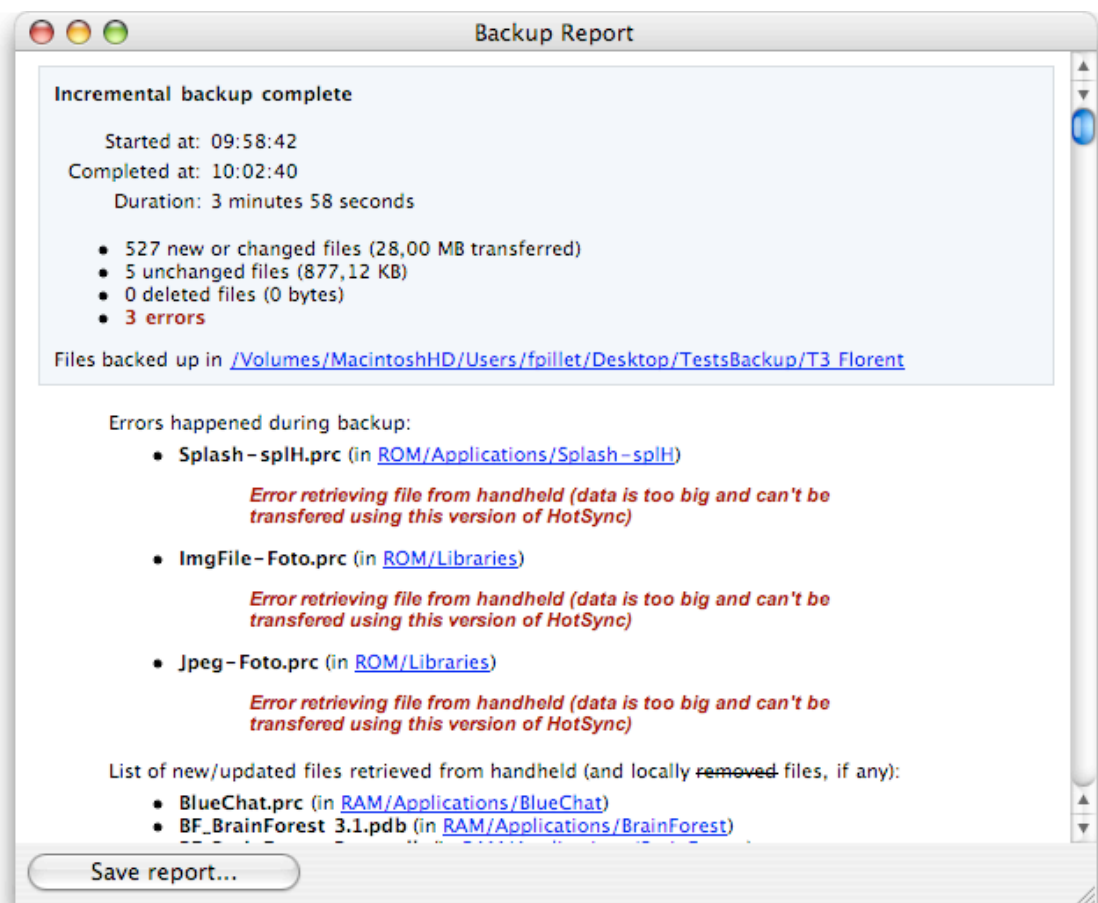 Backup Report
Incremental backup complete
Started at: 09:58:42
Completed at: 10:02:40
Duration: 3 minutes 58 seconds
• 527 new or changed files (28,00 MB transferred)
• 5 unchanged files (877,12 KB)
• 0 deleted files (0 bytes)
• 3 errors
Files backed up in /Volumes/MacintoshHD/Users/fpillet/Desktop/TestsBackup/T3 Florent
Errors happened during backup:
• Splash-splH.prc (in ROM/Applications/Splash-splH)
Error retrieving file from handheld (data is too big and can't be
transfered using this version of HotSync)
• ImgFile-Foto.prc (in ROM/Libraries)
Error retrieving file from handheld (data is too big and can't be
transfered using this version of HotSync)
• Jpeg-Foto.prc (in ROM/Libraries)
Error retrieving file from handheld (data is too big and can't be
transfered using this version of HotSync)
List of new/updated files retrieved from handheld (and locally removed files, if any):
• BlueChat.prc (in RAM/Applications/BlueChat)
• BF_BrainForest 3.1.pdb (in RAM/Applications/BrainForest)
Save report...